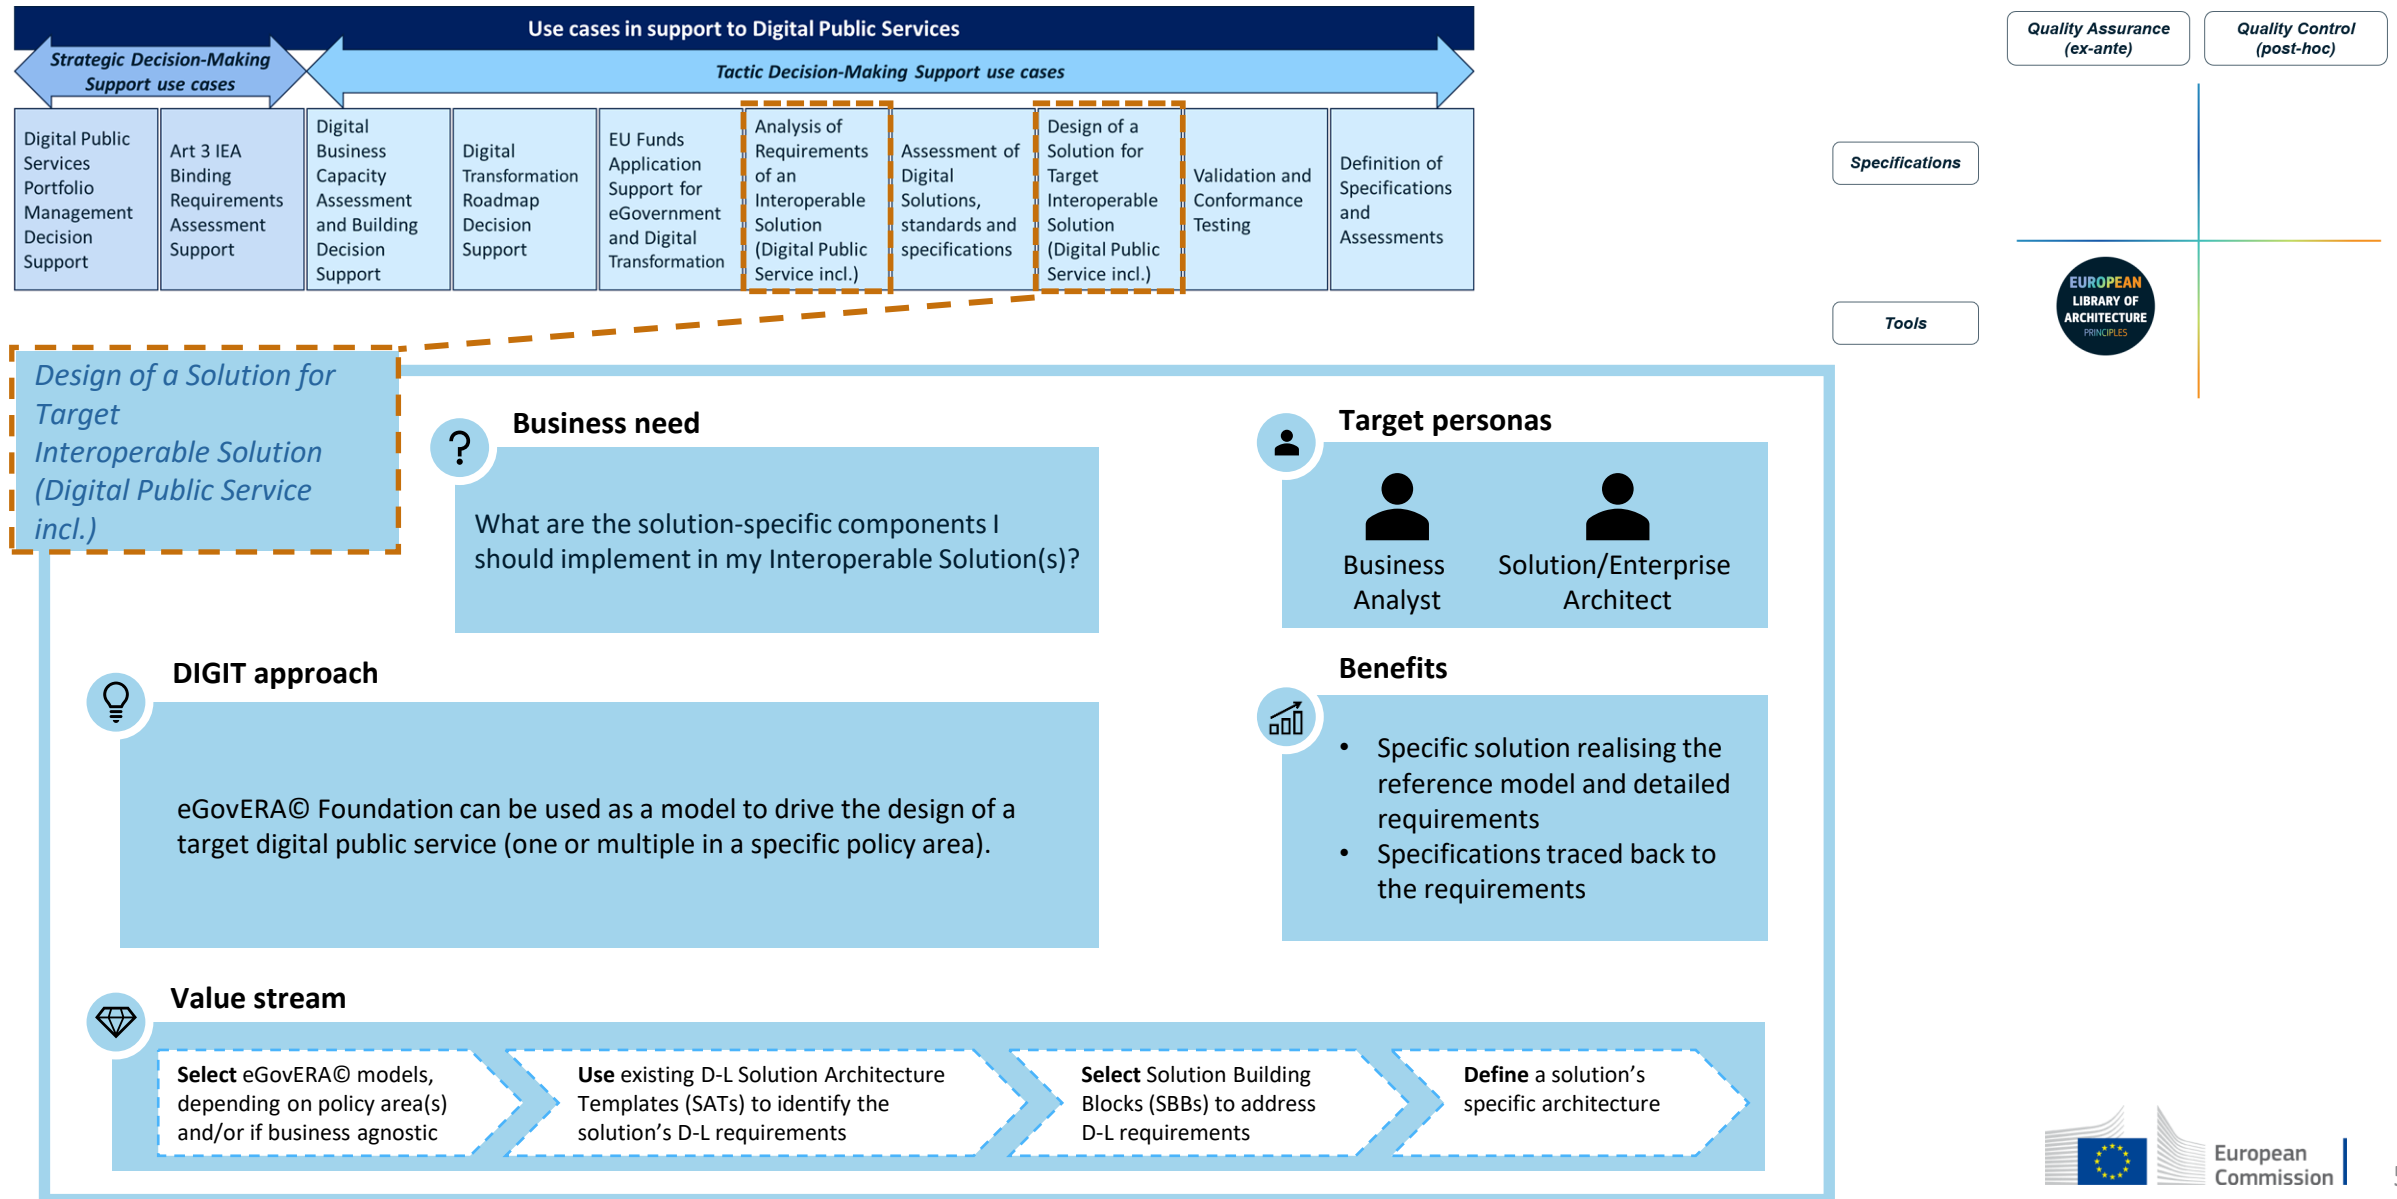 Use cases in support to Digital Public Services
Strategic Decision-Making
Support use cases
Tactic Decision-Making Support use cases
Digital Public
Services
Portfolio
Management
Decision
Support
Art 3 IEA
Binding
Requirements
Assessment
Support
Digital
Business
Capacity
Assessment
and Building
Decision
Support
Digital
Transformation
Roadmap
Decision
Support
EU Funds
Application
Support for
eGovernment
and Digital
Transformation
Analysis of
Requirements
of an
Interoperable
Solution
(Digital Public
Service incl.)
Assessment of
Digital
Solutions,
standards and
specifications
Design of a
Solution for
Target
Interoperable
Solution
(Digital Public
Service incl.)
Validation and
Conformance
Testing
Definition of
Specifications
and
Assessments
Quality Assurance
(ex-ante)
Quality Control
(post-hoc)
Specifications
Tools
EUROPEAN
LIBRARY OF
ARCHITECTURE
PRINCIPLES
Design of a Solution for
Target
Interoperable Solution
(Digital Public Service
incl.)
Business need
?
What are the solution-specific components I
should implement in my Interoperable Solution(s)?
Target personas
Business
Analyst
Solution/Enterprise
Architect
DIGIT approach
eGovERA© Foundation can be used as a model to drive the design of a
target digital public service (one or multiple in a specific policy area).
Benefits
• Specific solution realising the
reference model and detailed
requirements
• Specifications traced back to
the requirements
Value stream
Select eGovERA© models,
depending on policy area(s)
and/or if business agnostic
Use existing D-L Solution Architecture
Templates (SATs) to identify the
solution's D-L requirements
Select Solution Building
Blocks (SBBs) to address
D-L requirements
Define a solution's
specific architecture
European
Commission